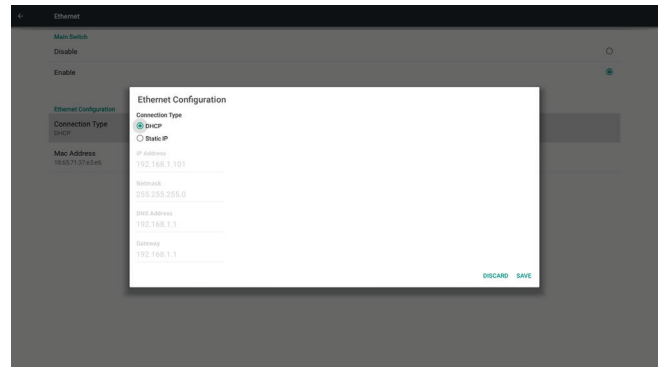 Ethernet
Main Switch
Disable
Enable
Ethernet Configuration
Connection Type
DHCP
Mac Address
Ethernet Configuration
Connection Type
DHCP
Static IP
IP Address
192.168.1.101
Netmask
255.255.255.0
DNS Address
192.168.1.1
Gateway
192.168.1.1
DISCARD SAVE